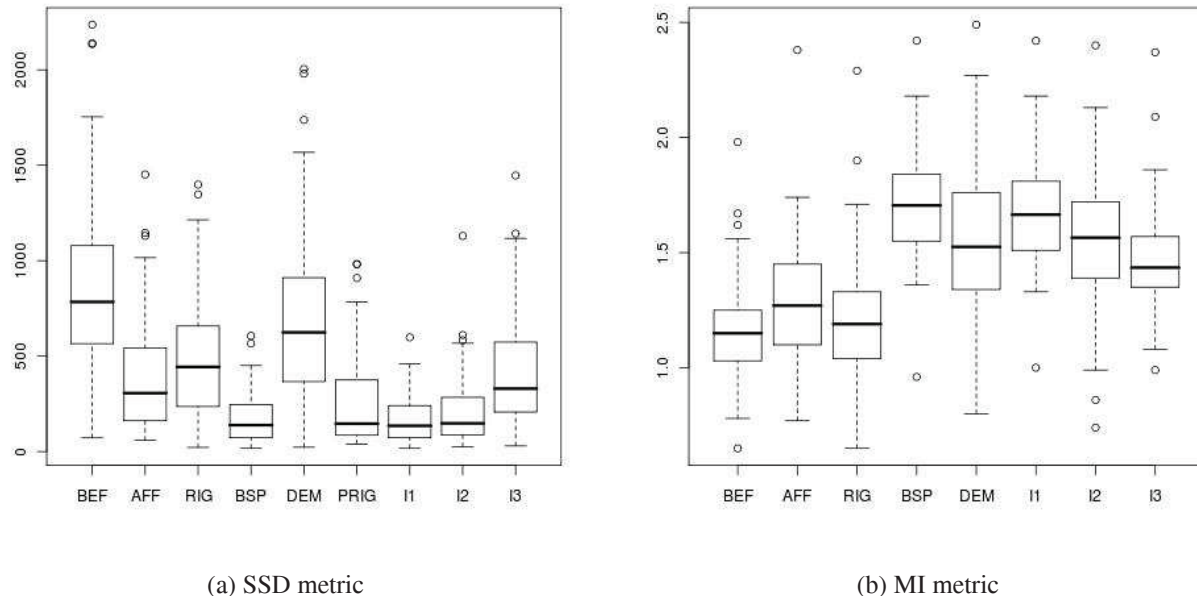 2000
1500
1000
500
0
BEF AFF RIG BSP DEM PRIG I1 I2 I3
(a) SSD metric
2.5
2.0
1.5
1.0
BEF AFF RIG BSP DEM I1 I2 I3
(b) MI metric